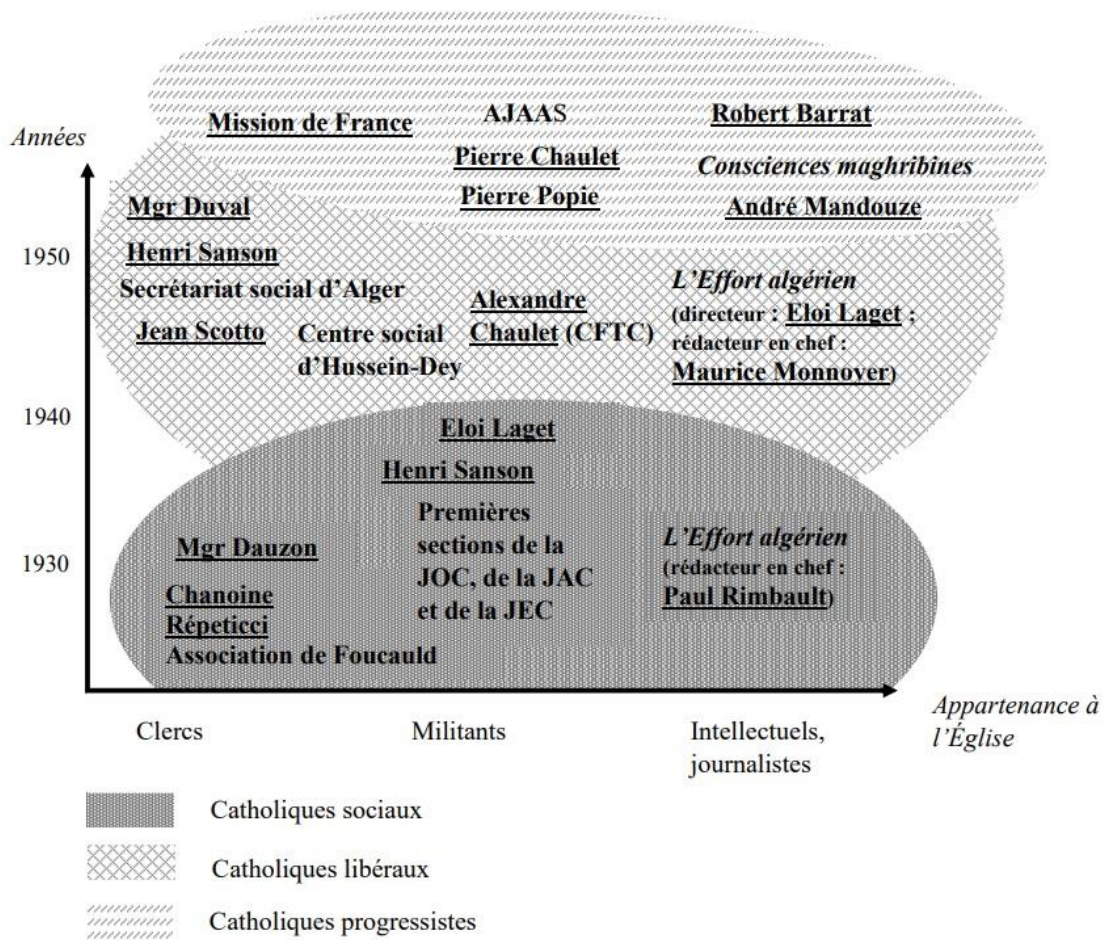 Mission de France
AJAAS
Robert Barrat
Années
Pierre Chaulet
Consciences maghribines
Pierre Popie
André Mandouze
Mgr Duval
1950
Henri Sanson
Secrétariat social d’Alger
Jean Scotto
Centre social
d’Hussein-Dey
Alexandre
Chaulet (CFTC)
L’Effort algérien
(directeur : Eloi Laget ;
rédacteur en chef :
Maurice Monnoyer)
1940
Eloi Laget
Henri Sanson
Premières
sections de la
JOC, de la JAC
et de la JEC
1930
Mgr Dauzon
Chanoine
Répeticci
Association de Foucauld
L’Effort algérien
(rédacteur en chef :
Paul Rimbault)
Clercs
Militants
Intellectuels,
journalistes
Appartenance à
l’Église
Catholiques sociaux
Catholiques libéraux
Catholiques progressistes